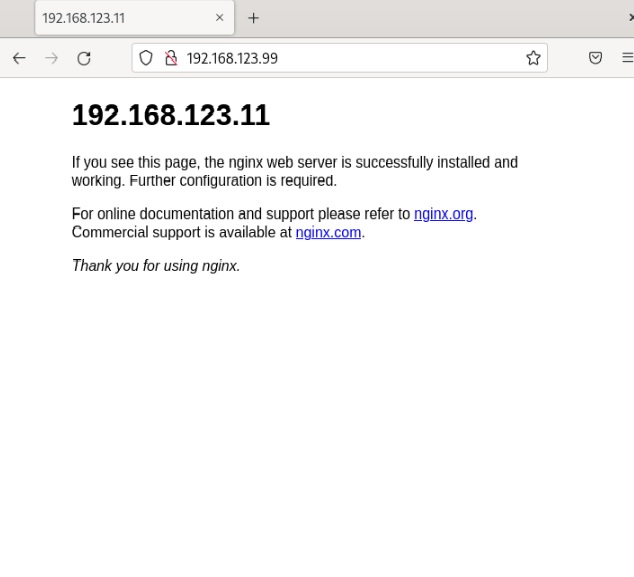 192.168.123.11
192.168.123.99
192.168.123.11
If you see this page, the nginx web server is successfully installed and
working. Further configuration is required.
For online documentation and support please refer to nginx.org.
Commercial support is available at nginx.com.
Thank you for using nginx.